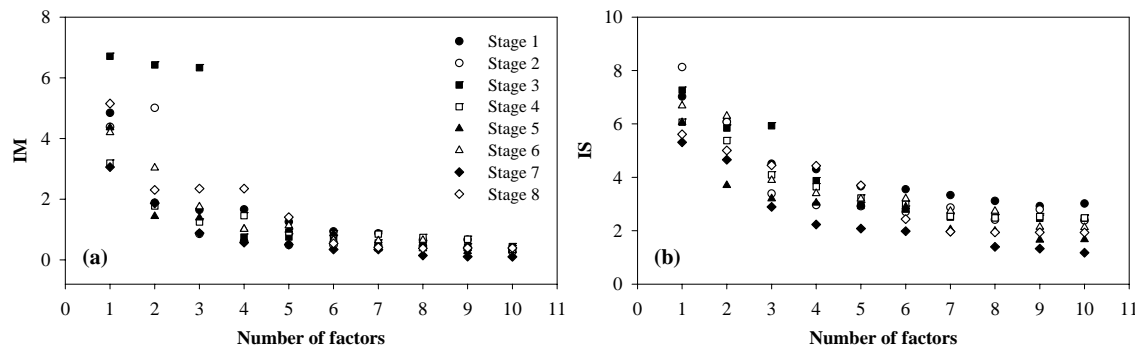 8
6
4
2
0
IM
(a)
0 1 2 3 4 5 6 7 8 9 10 11
Number of factors
Stage 1
Stage 2
Stage 3
Stage 4
Stage 5
Stage 6
Stage 7
Stage 8
10
8
6
4
2
0
IS
(b)
0 1 2 3 4 5 6 7 8 9 10 11
Number of factors